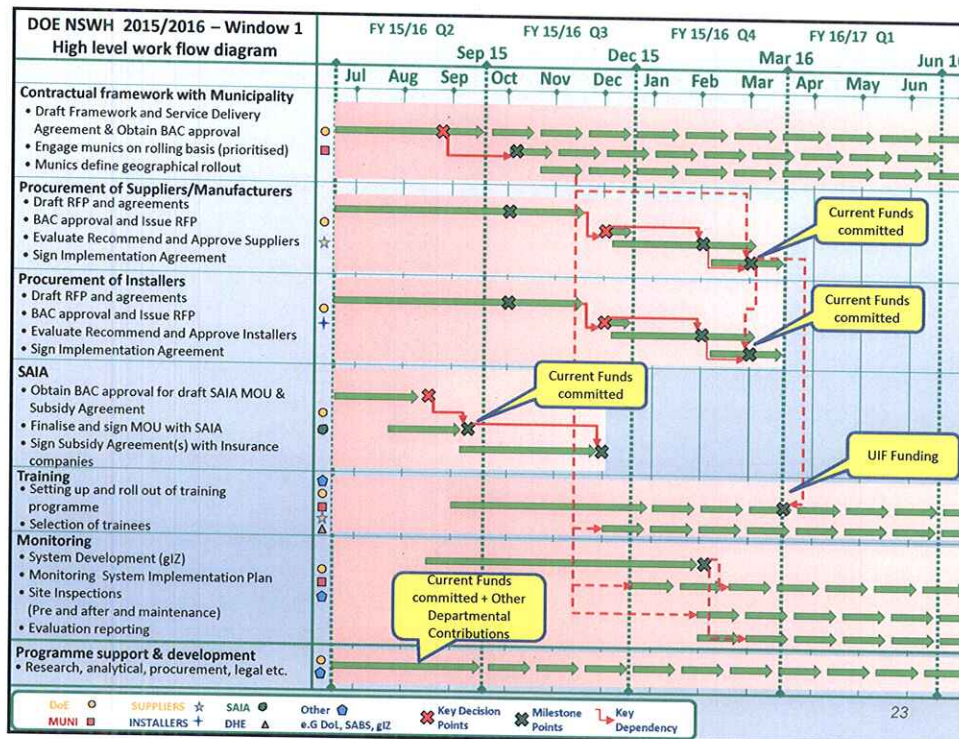 DOE NSWH 2015/2016 – Window 1
High level work flow diagram
FY 15/16 Q2
FY 15/16 Q3
FY 15/16 Q4
FY 16/17 Q1
Sep 15
Dec 15
Mar 16
Jun 16
Jul Aug Sep Oct Nov Dec Jan Feb Mar Apr May Jun
Contractual framework with Municipality
• Draft Framework and Service Delivery
Agreement & Obtain BAC approval
• Engage munics on rolling basis (prioritised)
• Munics define geographical rollout
Procurement of Suppliers/Manufacturers
• Draft RFP and agreements
• BAC approval and Issue RFP
• Evaluate Recommend and Approve Suppliers
• Sign Implementation Agreement
Current Funds
committed
Procurement of Installers
• Draft RFP and agreements
• BAC approval and Issue RFP
• Evaluate Recommend and Approve Installers
• Sign Implementation Agreement
Current Funds
committed
SAIA
• Obtain BAC approval for draft SAIA MOU &
Subsidy Agreement
• Finalise and sign MOU with SAIA
• Sign Subsidy Agreement(s) with Insurance
companies
Current Funds
committed
UIF Funding
Training
• Setting up and roll out of training
programme
• Selection of trainees
Monitoring
• System Development (gIZ)
• Monitoring System Implementation Plan
• Site Inspections
(Pre and after and maintenance)
• Evaluation reporting
Current Funds
committed + Other
Departmental
Contributions
Programme support & development
• Research, analytical, procurement, legal etc.
DoE
MUNI
SUPPLIERS
INSTALLERS
SAIA
DHE
Other
e.G DoL, SABS, gIZ
Key Decision
Points
Milestone
Points
Key
Dependency
23